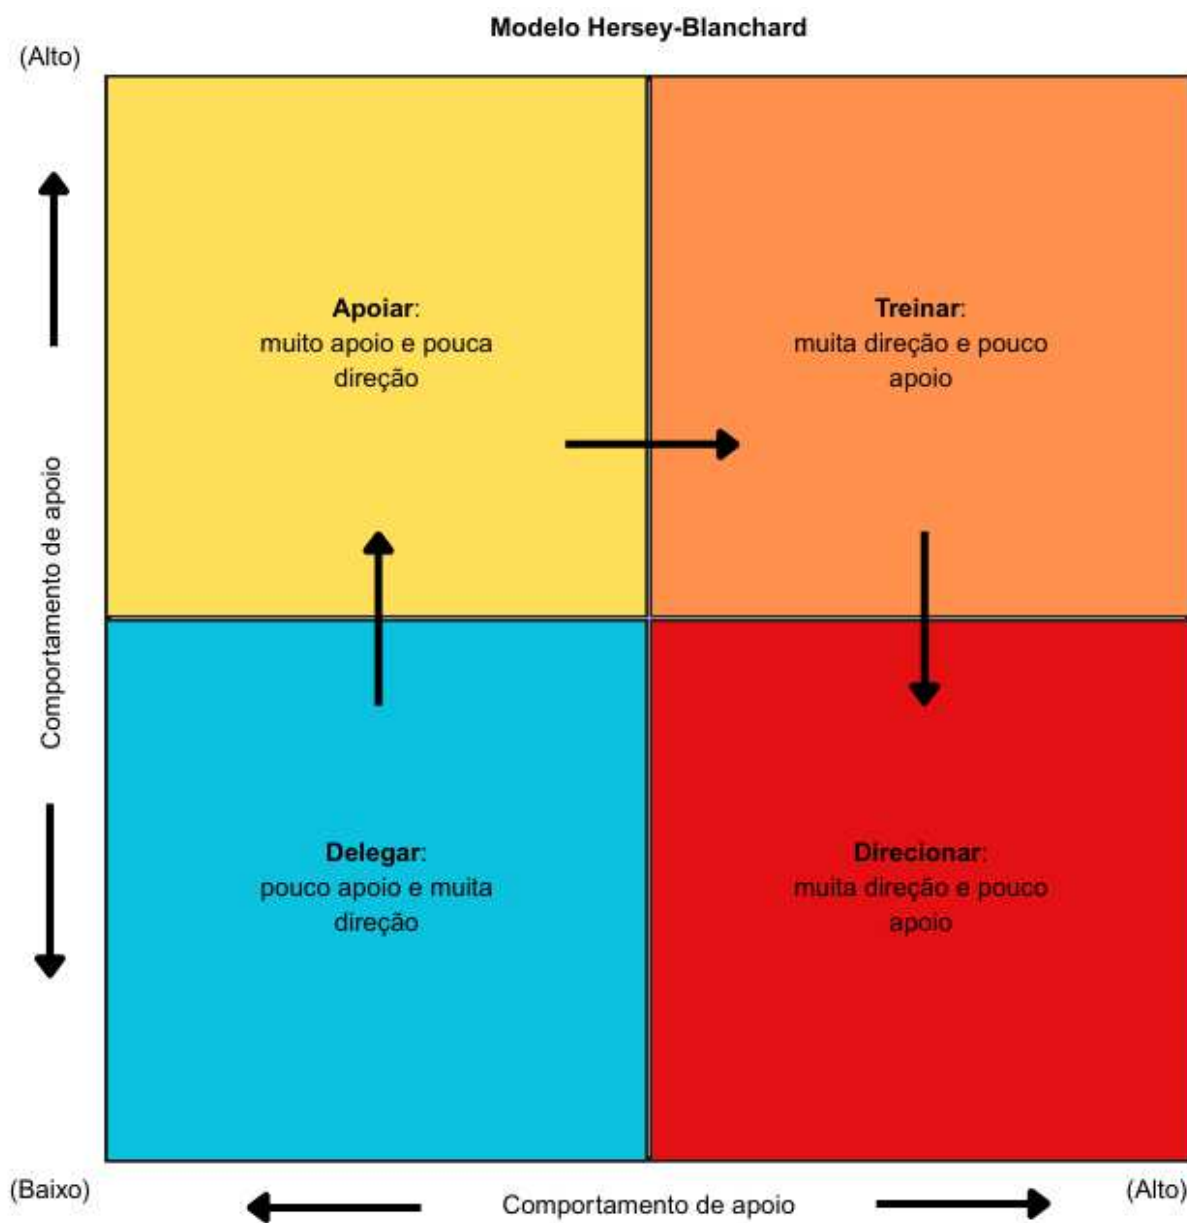 Modelo Hersey-Blanchard
(Alto)
Apoiar:
muito apoio e pouca
direção
Treinar:
muita direção e pouco
apoio
Comportamento de apoio
Delegar:
pouco apoio e muita
direção
Direcionar:
muita direção e pouco
apoio
(Baixo)
Comportamento de apoio
(Alto)